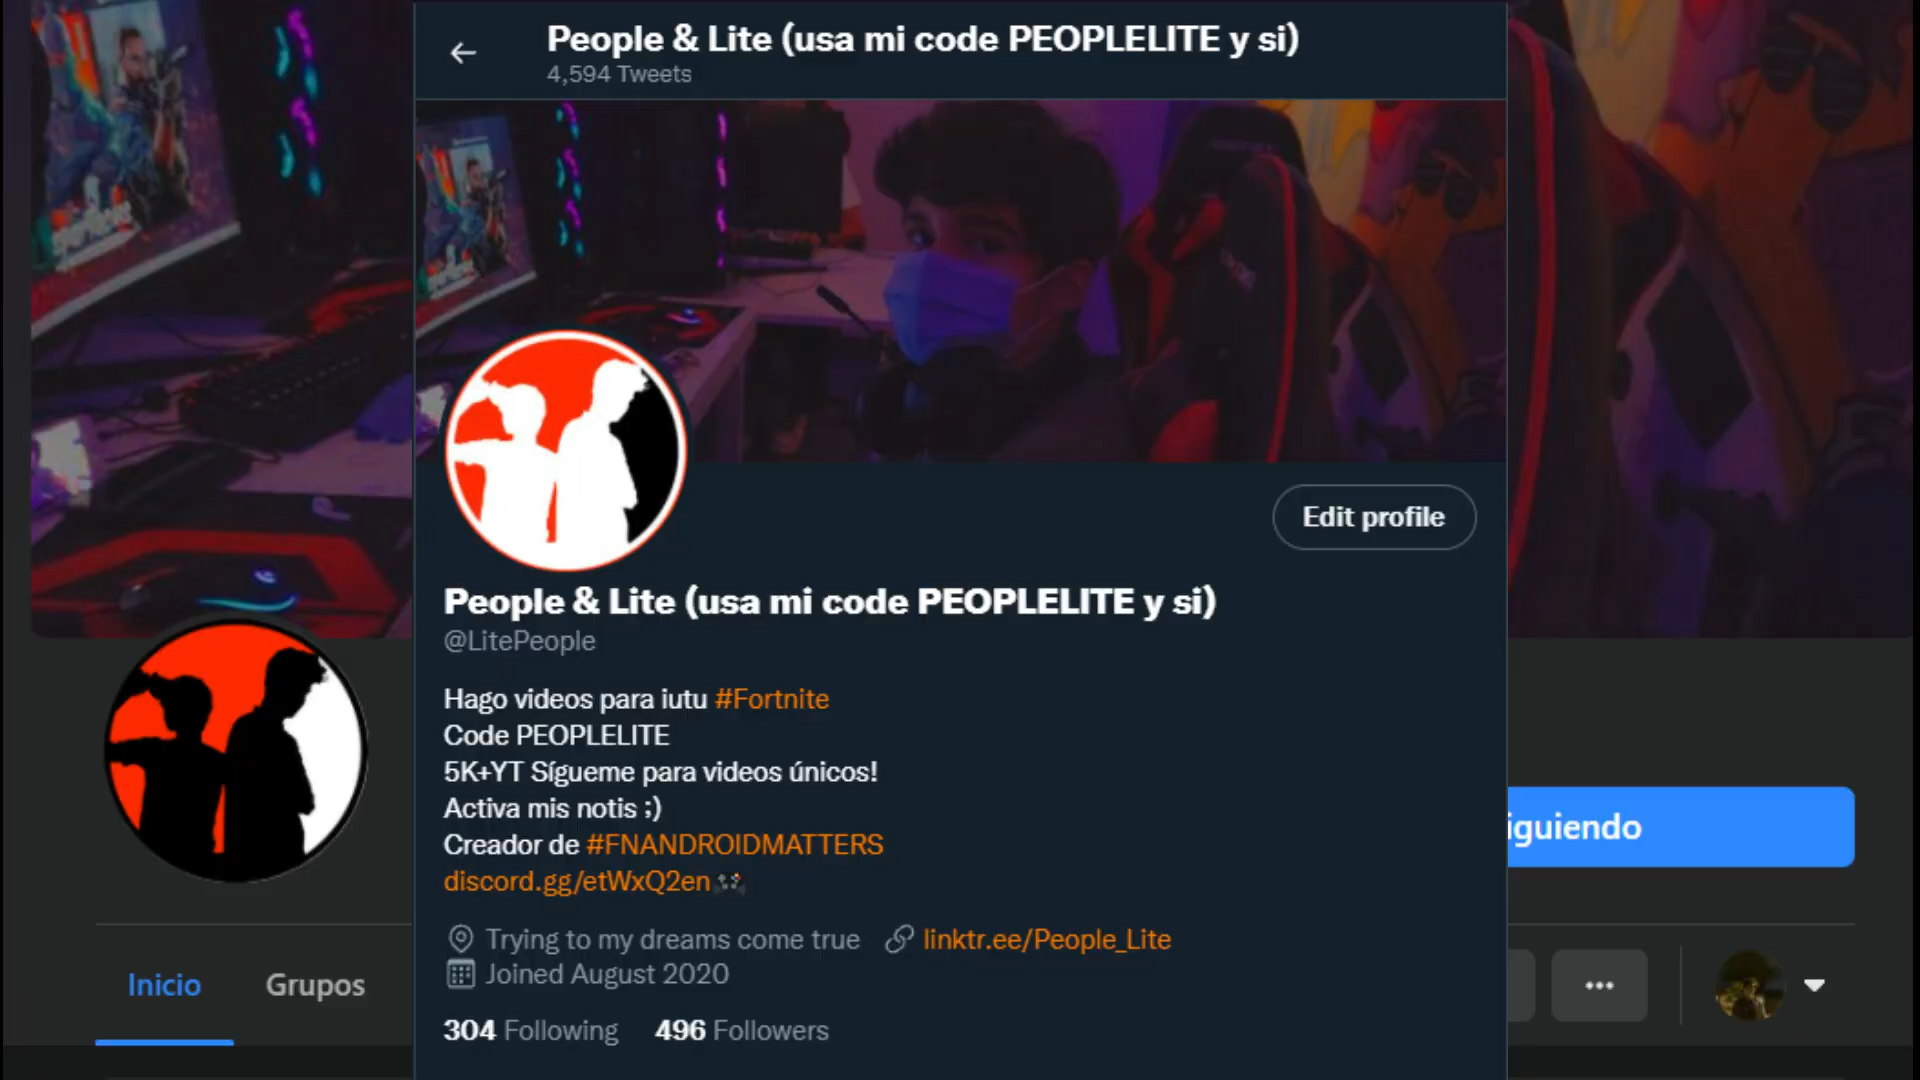 People & Lite (usa mi code PEOPLELITE y si)
4,594 Tweets
Edit profile
People & Lite (usa mi code PEOPLELITE y si)
@LitePeople
Hago videos para iutu #Fortnite
Code PEOPLELITE
5K+YT Sígueme para videos únicos!
Activa mis notis ;)
Creador de #FNANDROIDMATTERS
discord.gg/etWxQ2en
Trying to my dreams come true linktr.ee/People_Lite
Joined August 2020
304 Following 496 Followers
iguiendo
Inicio Grupos